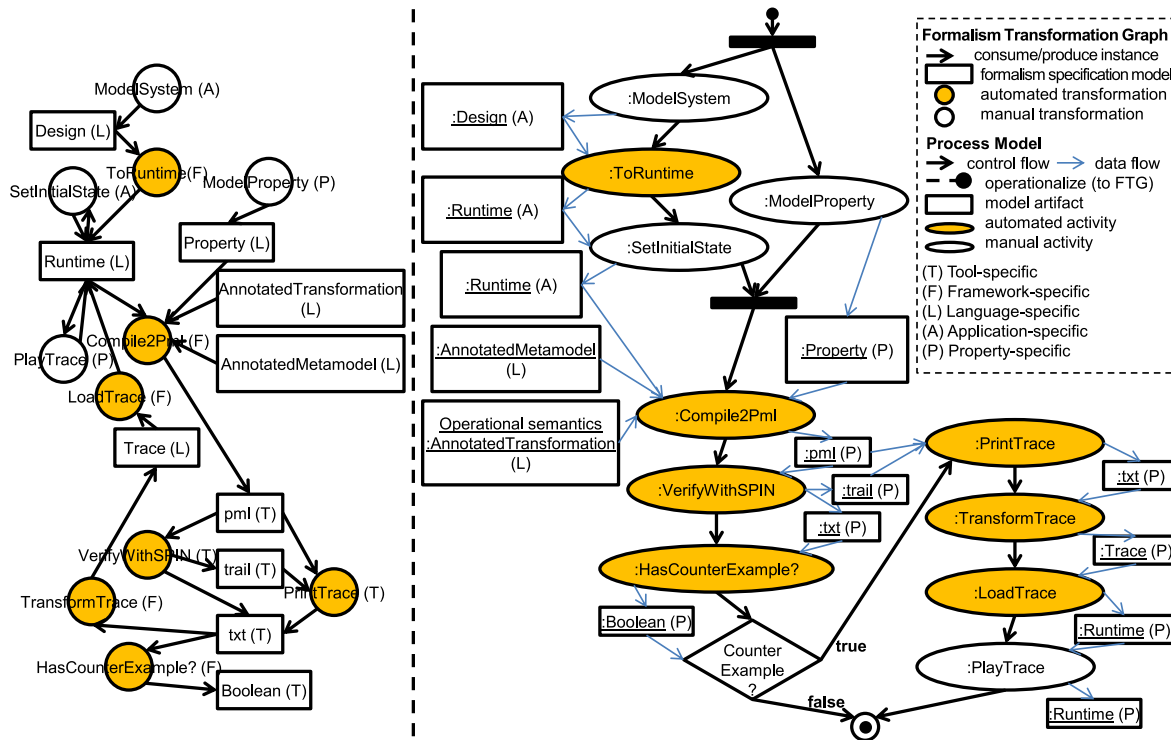 ModelSystem (A)
Design (L)
ToRuntime(F)
SetInitialState (A)
ModelProperty (P)
Property (L)
Runtime (L)
AnnotatedTransformation
(L)
Compile2Pml (F)
PlayTrace (P)
AnnotatedMetamodel
(L)
LoadTrace (F)
Trace (L)
pml (T)
VerifyWithSPIN (T)
trail (T)
PrintTrace (T)
TransformTrace (F)
txt (T)
HasCounterExample? (F)
Boolean (T)
:ModelSystem
:Design (A)
:ToRuntime
:Runtime (A)
:ModelProperty
:SetInitialState
:Runtime (A)
:AnnotatedMetamodel
(L)
:Property (P)
:Compile2Pml
Operational semantics
:AnnotatedTransformation
(L)
:pml (P)
:VerifyWithSPIN
:trail (P)
:txt (P)
:HasCounterExample?
:Boolean (P)
Counter
Example
?
true
false
:PrintTrace
:txt (P)
:TransformTrace
:Trace (P)
:LoadTrace
:Runtime (P)
:PlayTrace
:Runtime (P)
Formalism Transformation Graph
consume/produce instance
formalism specification model
automated transformation
manual transformation
Process Model
control flow
data flow
operationalize (to FTG)
model artifact
automated activity
manual activity
(T) Tool-specific
(F) Framework-specific
(L) Language-specific
(A) Application-specific
(P) Property-specific